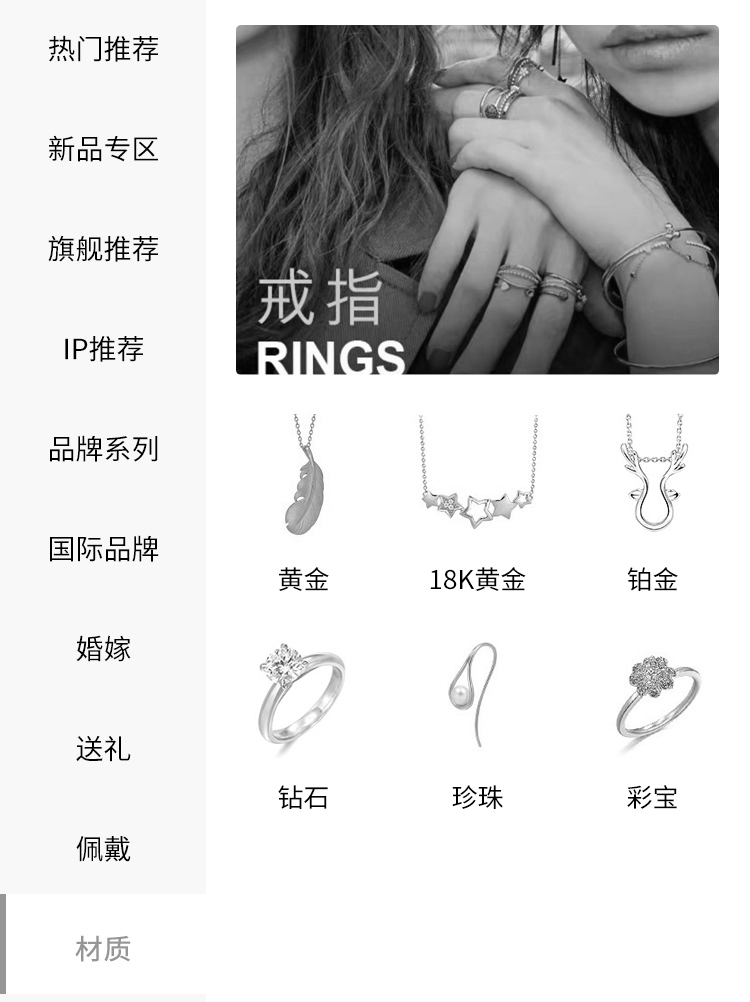 热门推荐
新品专区
旗舰推荐
IP推荐
品牌系列
国际品牌
婚嫁
送礼
佩戴
材质
戒指
RINGS
黄金
18K黄金
铂金
钻石
珍珠
彩宝